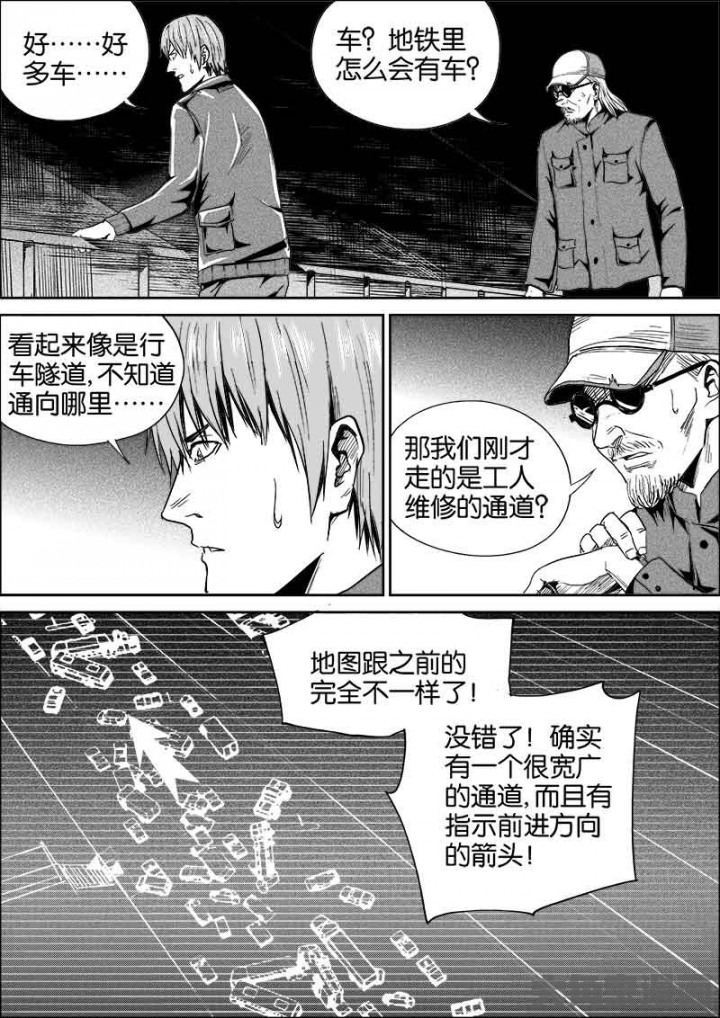 好……好
多车……
车？地铁里
怎么会有车？
看起来像是行
车隧道,不知道
通向哪里……
那我们刚才
走的是工人
维修的通道？
地图跟之前的
完全不一样了！
没错了！确实
有一个很宽广
的通道,而且有
指示前进方向
的箭头！